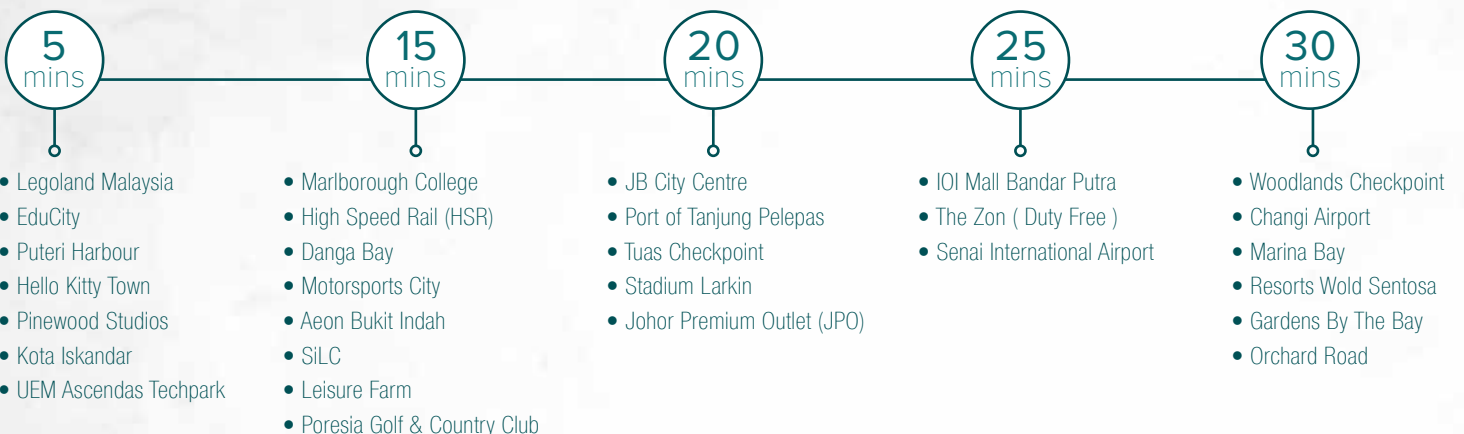 5
mins
Legoland Malaysia
EduCity
Puteri Harbour
Hello Kitty Town
Pinewood Studios
Kota Iskandar
UEM Ascendas Techpark
15
mins
Marlborough College
High Speed Rail (HSR)
Danga Bay
Motorsports City
Aeon Bukit Indah
SiLC
Leisure Farm
Poresia Golf & Country Club
20
mins
JB City Centre
Port of Tanjung Pelepas
Tuas Checkpoint
Stadium Larkin
Johor Premium Outlet (JPO)
25
mins
IOI Mall Bandar Putra
The Zon ( Duty Free )
Senai International Airport
30
mins
Woodlands Checkpoint
Changi Airport
Marina Bay
Resorts Wold Sentosa
Gardens By The Bay
Orchard Road